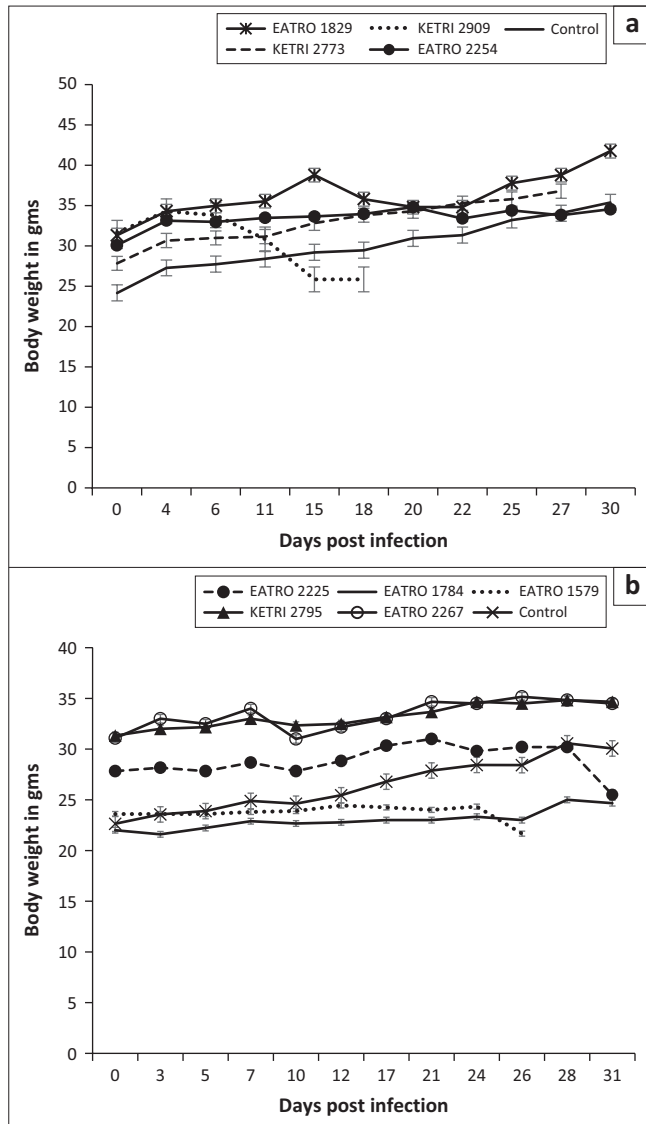 a
EATRO 1829 KETRI 2909 Control
KETRI 2773 EATRO 2254
50
45
40
35
30
25
20
15
10
5
0
Body weight in gms
0 4 6 11 15 18 20 22 25 27 30
Days post infection
b
EATRO 2225 EATRO 1784 EATRO 1579
KETRI 2795 EATRO 2267 Control
40
35
30
25
20
15
10
5
0
Body weight in gms
0 3 5 7 10 12 17 21 24 26 28 31
Days post infection